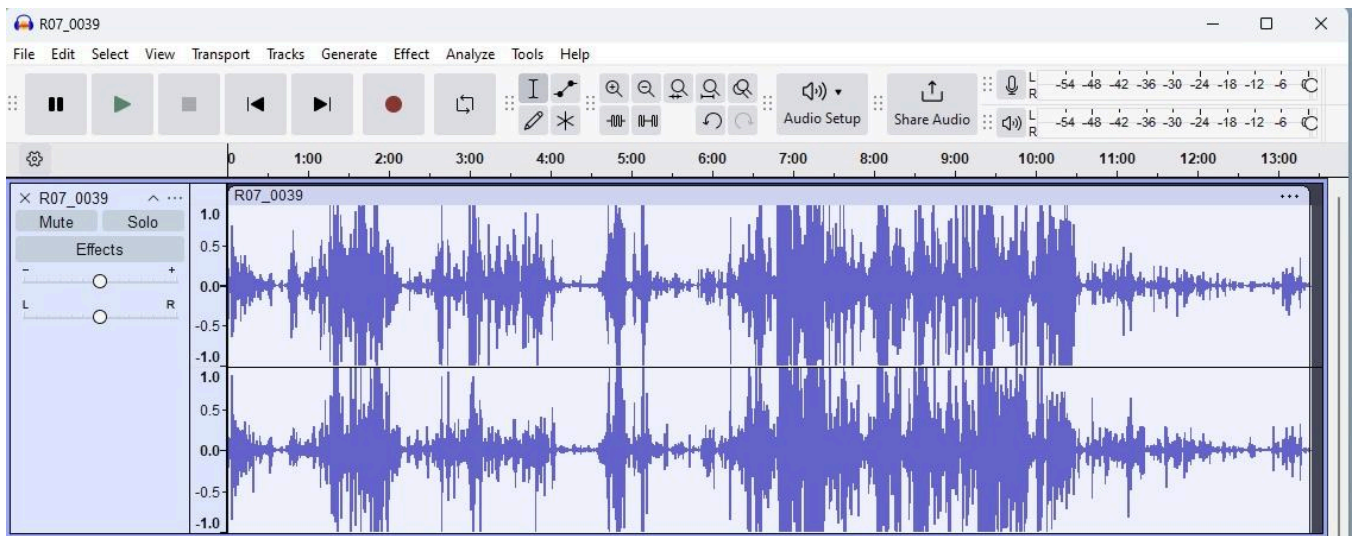 R07_0039
File Edit Select View Transport Tracks Generate Effect Analyze Tools Help
L R -54 -48 -42 -36 -30 -24 -18 -12 -6 0
Audio Setup Share Audio
L R -54 -48 -42 -36 -30 -24 -18 -12 -6 0
0 1:00 2:00 3:00 4:00 5:00 6:00 7:00 8:00 9:00 10:00 11:00 12:00 13:00
R07_0039 R07_0039
Mute Solo
Effects
- +
L R
1.0
0.5
0.0
-0.5
-1.0
1.0
0.5
0.0
-0.5
-1.0